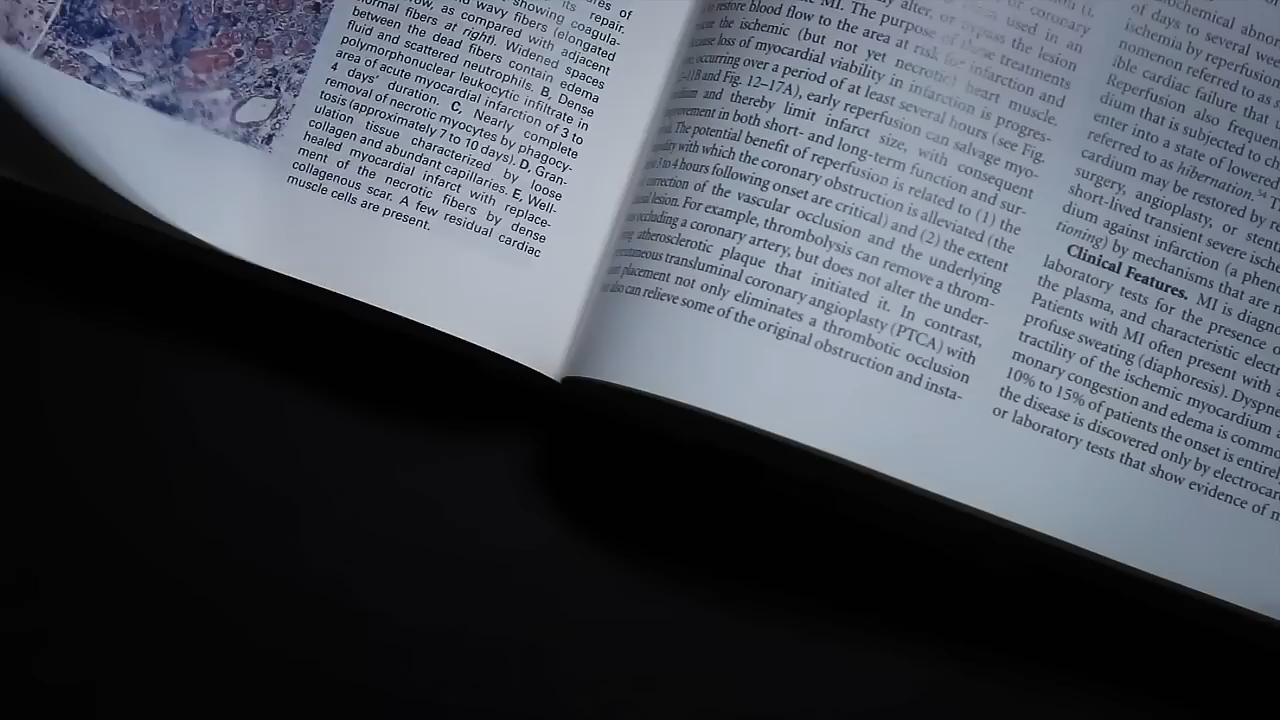 res of
showing coagula-
d wavy fibers (elongated
ow, as compared with adjacent
normal fibers at right). Widened spaces
between the dead fibers contain edema
fluid and scattered neutrophils. B, Dense
polymorphonuclear leukocytic infiltrate in
area of acute myocardial infarction of 3 to
4 days' duration. C, Nearly complete
removal of necrotic myocytes by phagocy-
tosis (approximately 7 to 10 days). D, Gran-
ulation tissue characterized by loose
collagen and abundant capillaries. E, Well-
healed myocardial infarct with replace-
ment of the necrotic fibers by dense
collagenous scar. A few residual cardiac
muscle cells are present.
MI. The purpose of these treatments
restore blood flow to the area at risk for infarction and
the ischemic (but not yet necrotic) heart muscle.
loss of myocardial viability in infarction is progres-
occurring over a period of at least several hours (see Fig.
-11B and Fig. 12-17A), early reperfusion can salvage myo-
and thereby limit infarct size, with consequent
in both short- and long-term function and sur-
The potential benefit of reperfusion is related to (1) the
with which the coronary obstruction is alleviated (the
3 to 4 hours following onset are critical) and (2) the extent
correction of the vascular occlusion and the underlying
lesion. For example, thrombolysis can remove a throm-
occluding a coronary artery, but does not alter the under-
atherosclerotic plaque that initiated it. In contrast,
transluminal coronary angioplasty (PTCA) with
placement not only eliminates a thrombotic occlusion
also can relieve some of the original obstruction and insta-
of days to several wee
ischemia by reperfusion
nomenon referred to as
ible cardiac failure that
Reperfusion also frequen
dium that is subjected to ch
enter into a state of lowered
referred to as hibernation.54 T
cardium may be restored by re
surgery, angioplasty, or stenti
short-lived transient severe isch
dium against infarction (a phen
tioning) by mechanisms that are n
Clinical Features. MI is diagno
laboratory tests for the presence o
the plasma, and characteristic electr
Patients with MI often present with a
profuse sweating (diaphoresis). Dyspne
tractility of the ischemic myocardium a
monary congestion and edema is commo
10% to 15% of patients the onset is entirel
the disease is discovered only by electrocar
or laboratory tests that show evidence of m